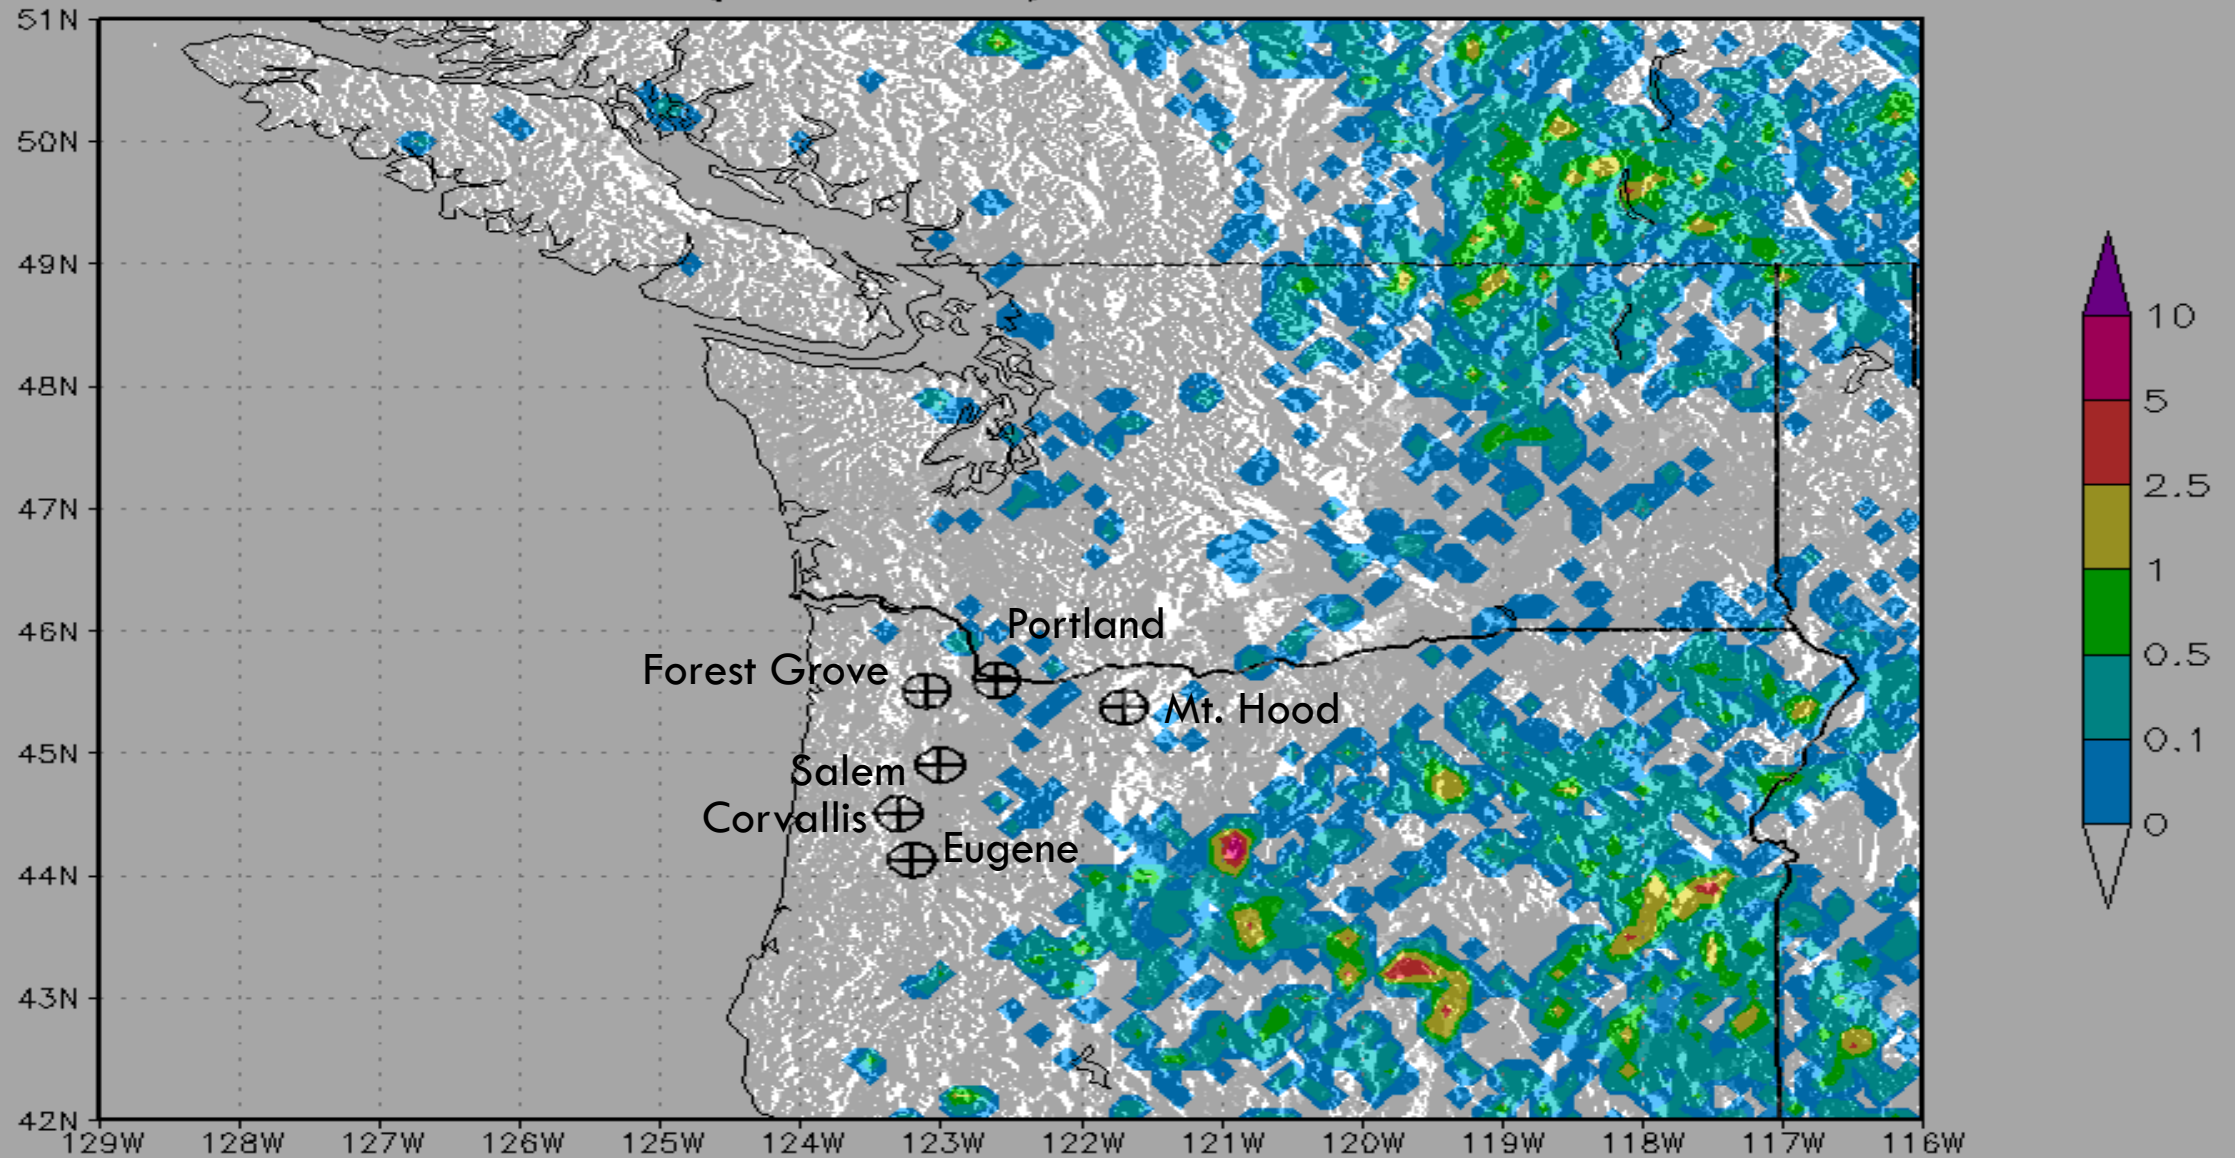 51N
50N
49N
48N
47N
46N
45N
44N
43N
42N
Portland
Forest Grove
Mt. Hood
Salem
Corvallis
Eugene
129W 128W 127W 126W 125W 124W 123W 122W 121W 120W 119W 118W 117W 116W
10
5
2.5
1
0.5
0.1
0